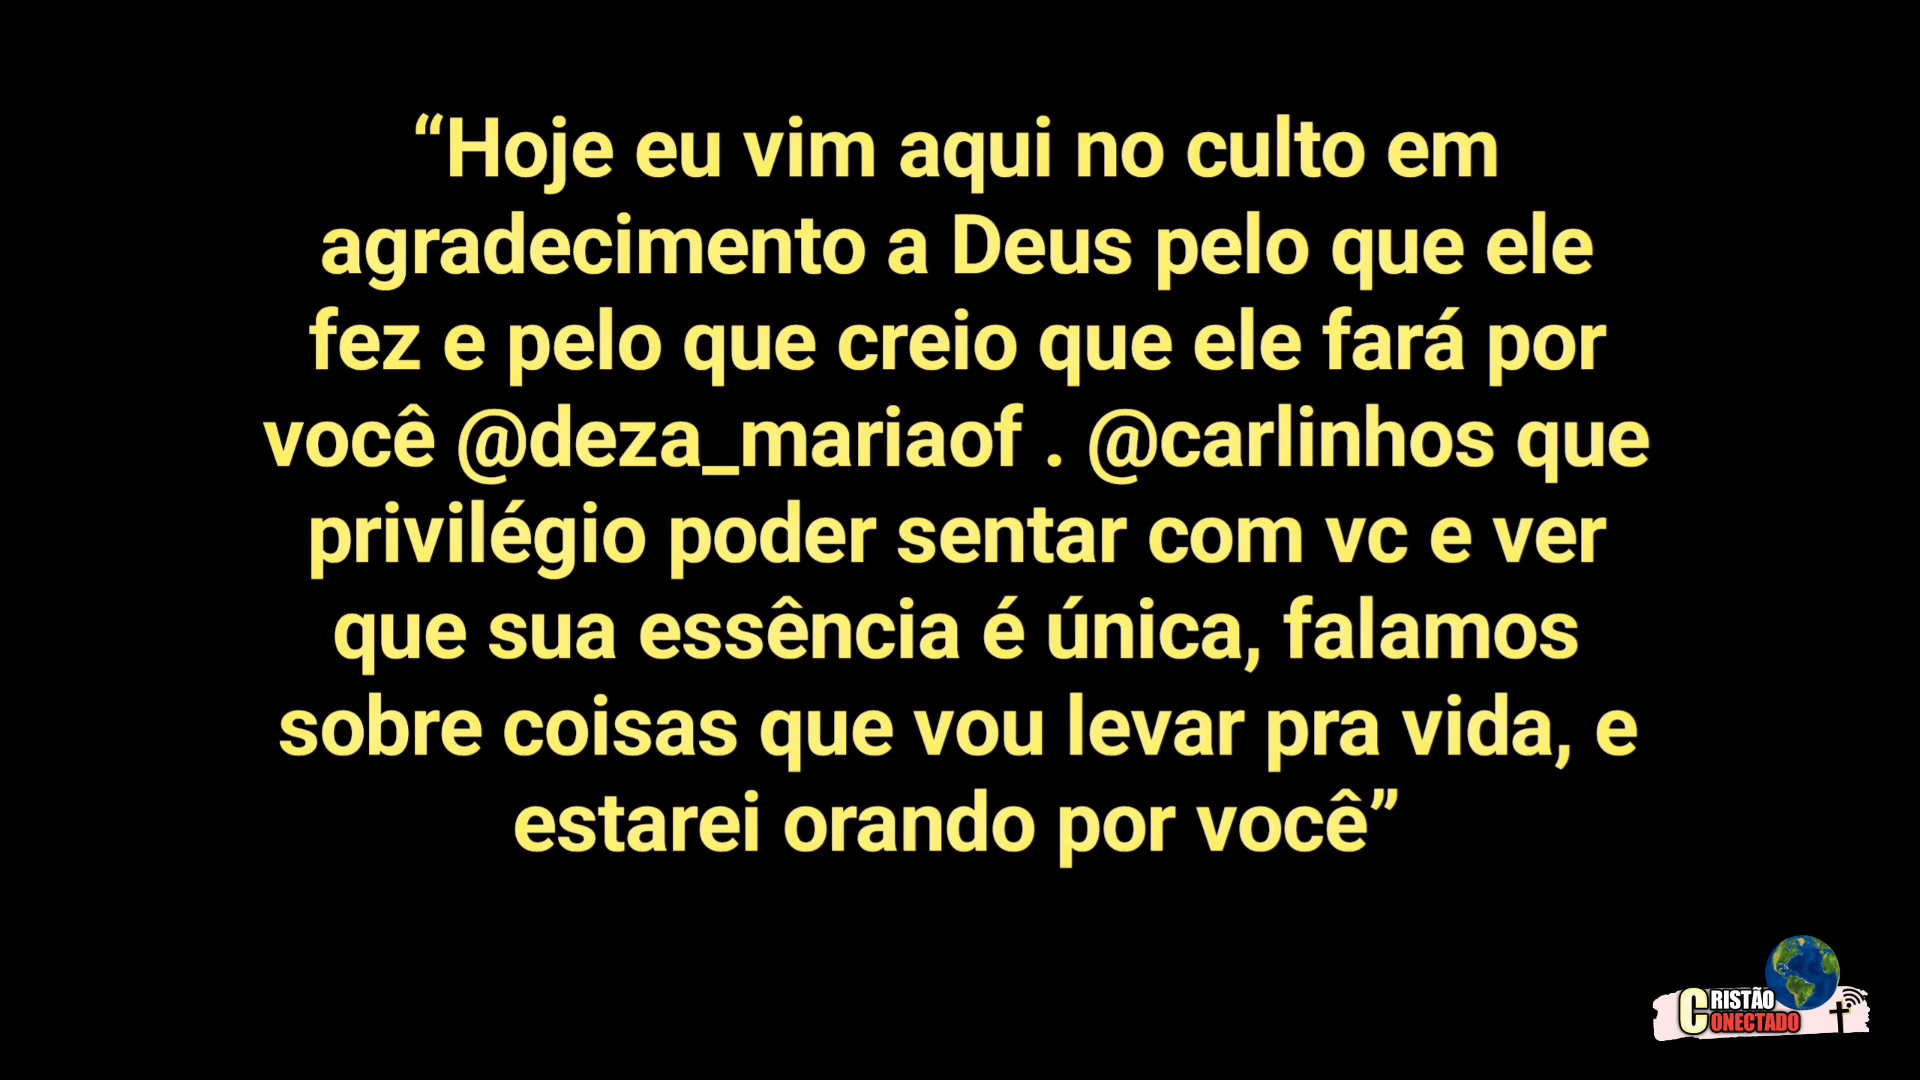 “Hoje eu vim aqui no culto em
agradecimento a Deus pelo que ele
fez e pelo que creio que ele fará por
você @deza_mariaof . @carlinhos que
privilégio poder sentar com vc e ver
que sua essência é única, falamos
sobre coisas que vou levar pra vida, e
estarei orando por você”
CRISTÃO
CONECTADO